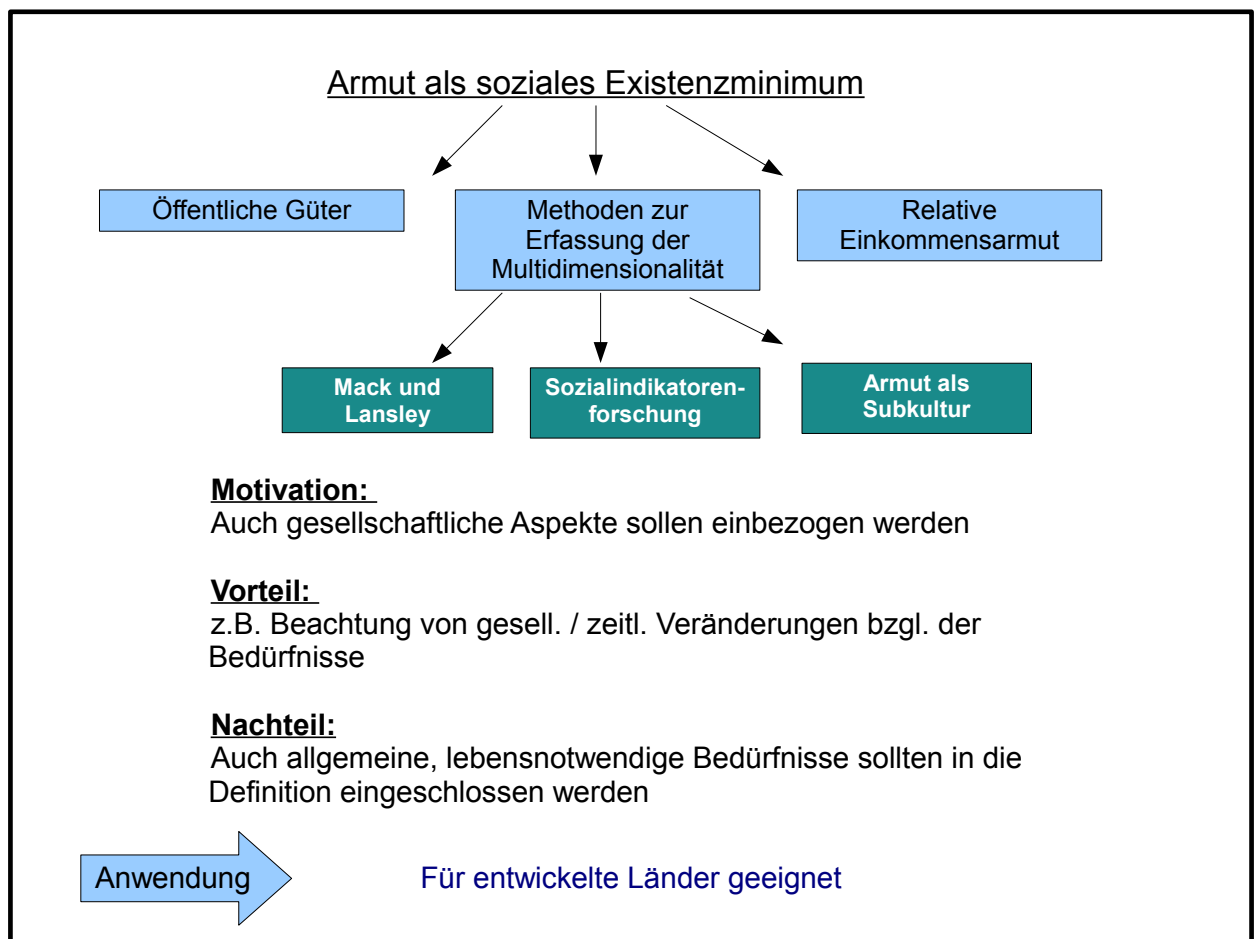 Armut als soziales Existenzminimum
Öffentliche Güter
Methoden zur
Erfassung der
Multidimensionalität
Relative
Einkommensarmut
Mack und
Lansley
Sozialindikatoren-
forschung
Armut als
Subkultur
Motivation:
Auch gesellschaftliche Aspekte sollen einbezogen werden
Vorteil:
z.B. Beachtung von gesell. / zeitl. Veränderungen bzgl. der
Bedürfnisse
Nachteil:
Auch allgemeine, lebensnotwendige Bedürfnisse sollten in die
Definition eingeschlossen werden
Anwendung
Für entwickelte Länder geeignet